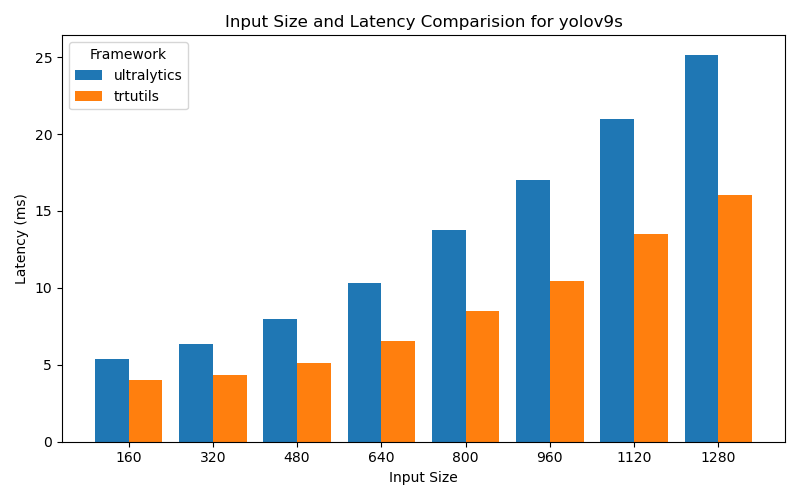 Input Size and Latency Comparision for yolov9s
Framework
ultralytics
trtutils
Latency (ms)
25
20
15
10
5
0
160 320 480 640 800 960 1120 1280
Input Size